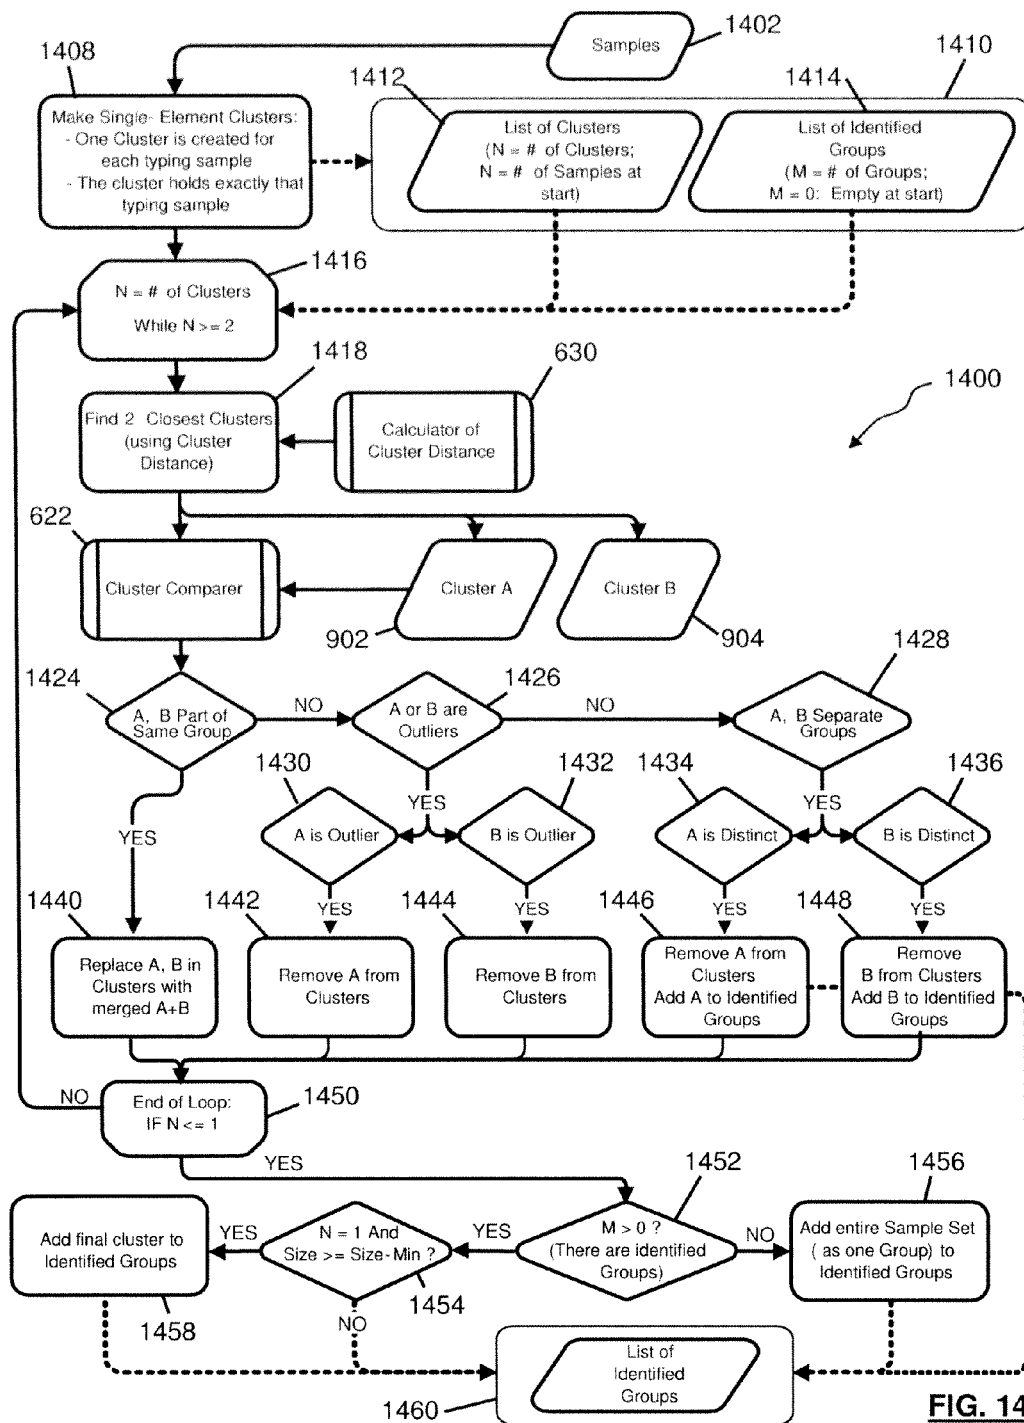 1402
Samples
1408
1410
1412
1414
Make Single- Element Clusters:
- One Cluster is created for
each typing sample
- The cluster holds exactly that
typing sample
List of Clusters
(N = # of Clusters;
N = # of Samples at
start)
List of Identified
Groups
(M = # of Groups;
M = 0: Empty at start)
1416
N = # of Clusters
While N >= 2
1418
630
1400
Find 2 Closest Clusters
(using Cluster
Distance)
Calculator of
Cluster Distance
622
Cluster Comparer
Cluster A
Cluster B
902
904
1424
1426
1428
A, B Part of
Same Group
NO
A or B are
Outliers
NO
A, B Separate
Groups
1430
1432
1434
1436
YES
YES
YES
A is Outlier
B is Outlier
A is Distinct
B is Distinct
YES
YES
YES
YES
1440
1442
1444
1446
1448
Replace A, B in
Clusters with
merged A+B
Remove A from
Clusters
Remove B from
Clusters
Remove A from
Clusters
Add A to Identified
Groups
Remove
B from Clusters
Add B to Identified
Groups
NO
End of Loop:
IF N <= 1
1450
YES
1452
1456
Add final cluster to
Identified Groups
YES
N = 1 And
Size >= Size-Min ?
YES
M > 0 ?
(There are identified
Groups)
NO
Add entire Sample Set
( as one Group) to
Identified Groups
1454
1458
NO
List of
Identified
Groups
1460
FIG. 14